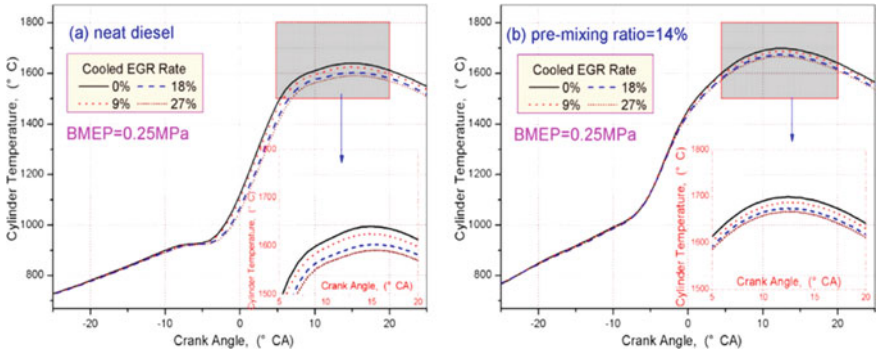 (a) neat diesel
Cooled EGR Rate
0% 18%
9% 27%
BMEP=0.25MPa
Cylinder Temperature, (° C)
1800
1600
1400
1200
1000
800
-20 -10 0 10 20
Crank Angle, (° CA)
Cylinder Temperature, (° C)
1800
1700
1600
1500
5 10 15 20
Crank Angle, (° CA)
(b) pre-mixing ratio=14%
Cooled EGR Rate
0% 18%
9% 27%
BMEP=0.25MPa
Cylinder Temperature, (° C)
1800
1600
1400
1200
1000
800
-20 -10 0 10 20
Crank Angle, (° CA)
Cylinder Temperature, (° C)
1800
1700
1600
1500
5 10 15 20
Crank Angle, (° CA)